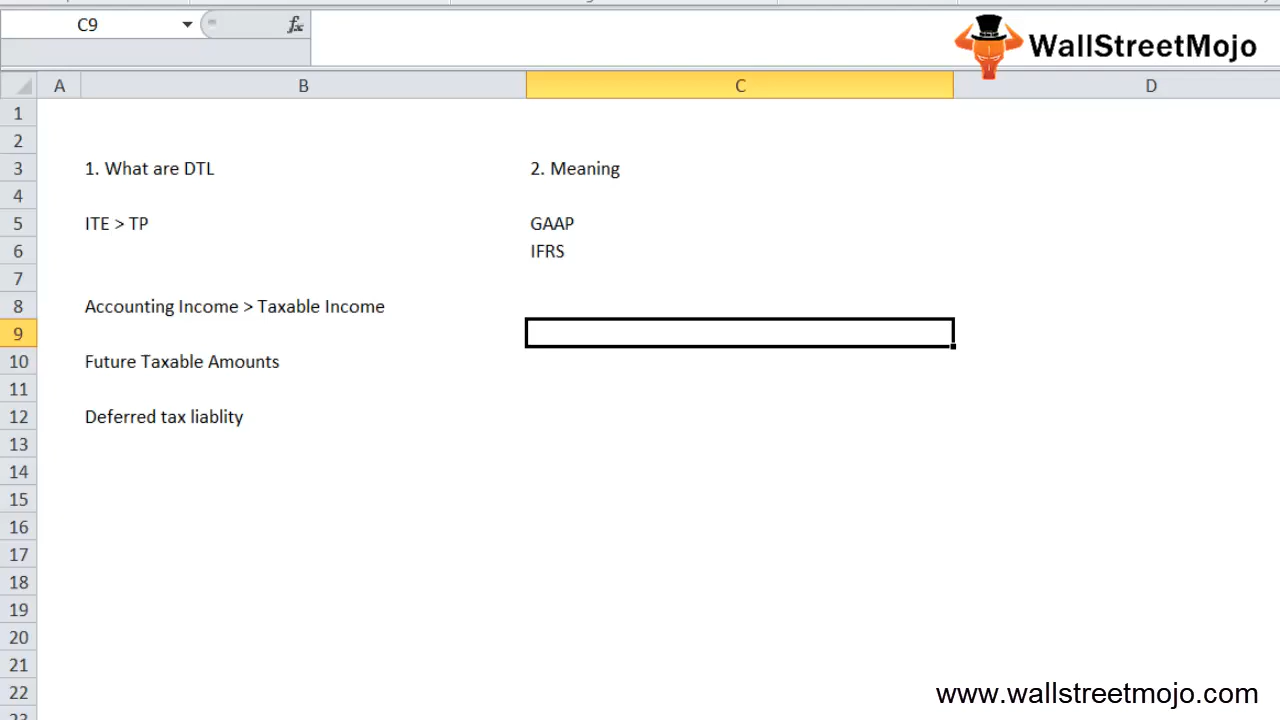 C9
fx
WallStreetMojo
A B C D
1
2
3 1. What are DTL 2. Meaning
4
5 ITE > TP GAAP
6 IFRS
7
8 Accounting Income > Taxable Income
9
10 Future Taxable Amounts
11
12 Deferred tax liablity
13
14
15
16
17
18
19
20
21
22
23
www.wallstreetmojo.com